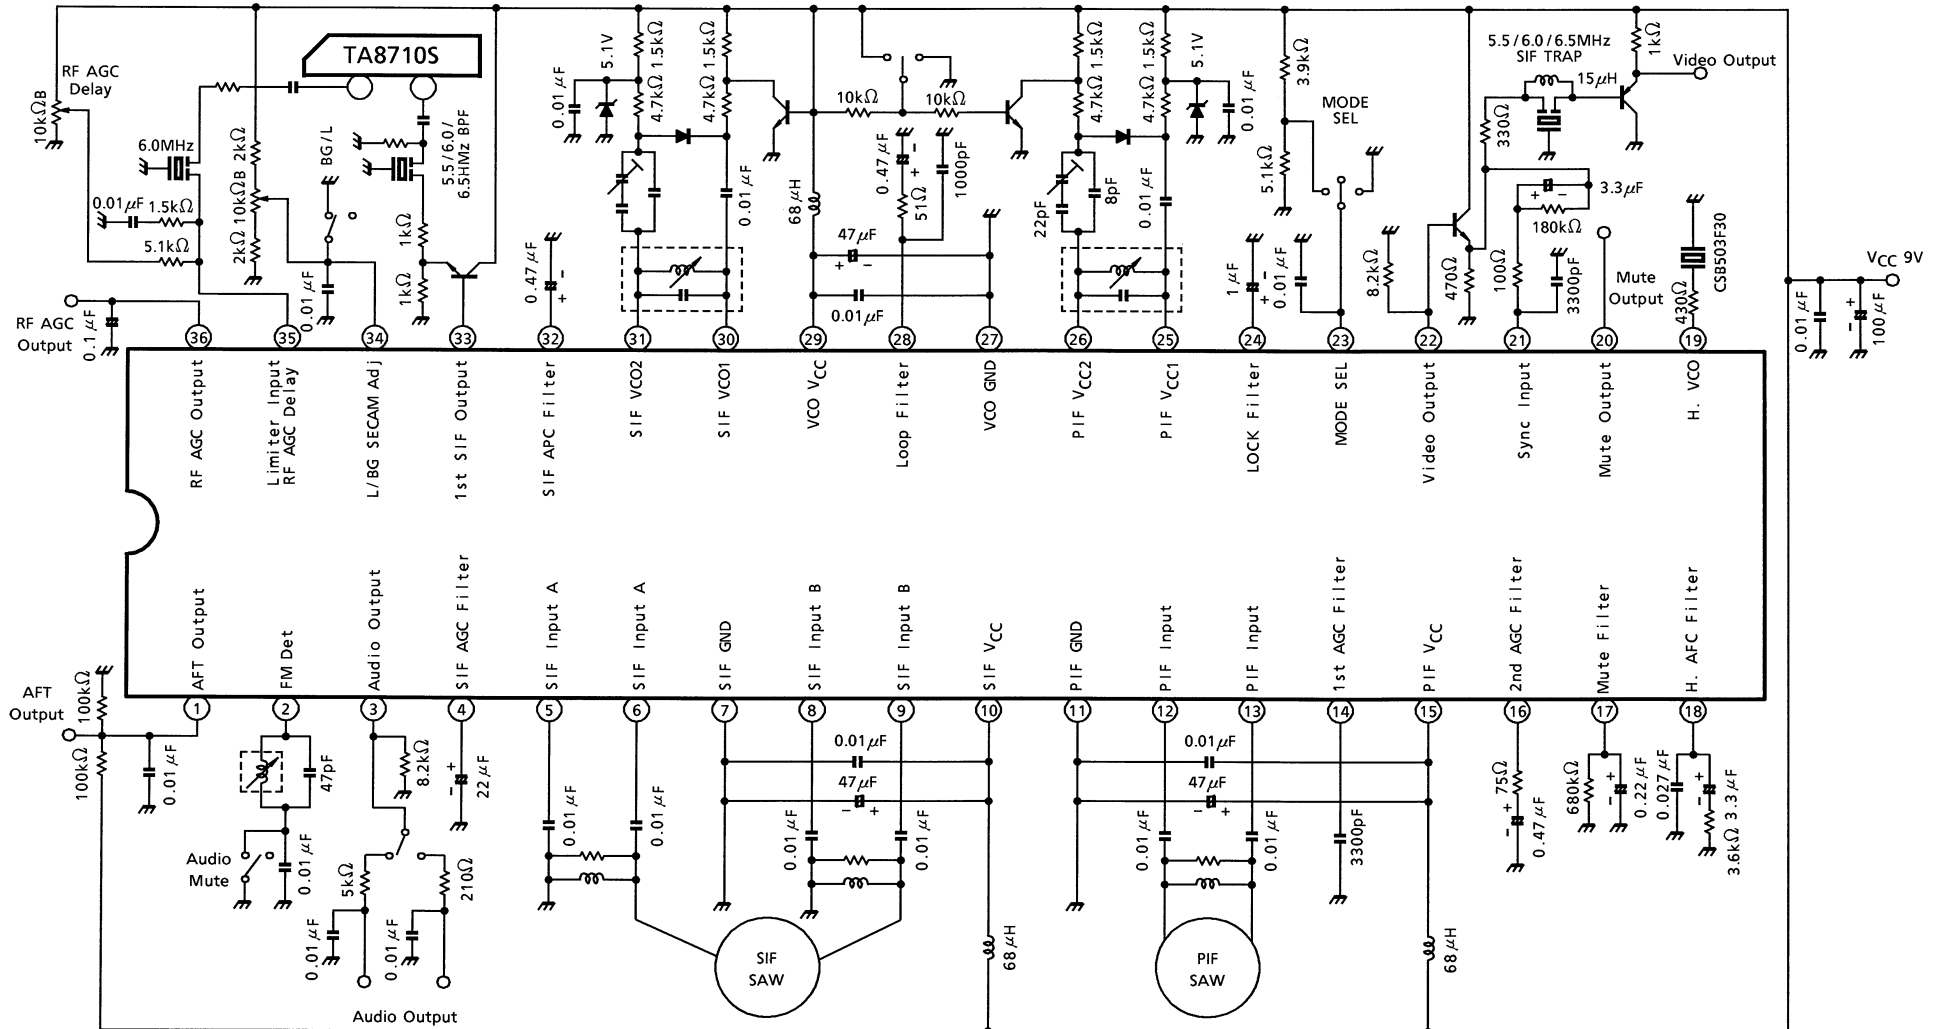 TA8710S
RF AGC
Delay
10kΩB
6.0MHz
0.01μF
1.5kΩ
5.1kΩ
2kΩ
10kΩB
2kΩ
BG/L
0.01μF
5.5/6.0/
6.5HMz BPF
1kΩ
1kΩ
RF AGC
Output
0.1μF
0.47μF
0.01μF
5.1V
1.5kΩ
4.7kΩ
1.5kΩ
4.7kΩ
0.01μF
68μH
10kΩ
10kΩ
0.47μF
51Ω
1000pF
47μF
0.01μF
1.5kΩ
4.7kΩ
1.5kΩ
4.7kΩ
5.1V
0.01μF
22pF
8pF
0.01μF
3.9kΩ
5.1kΩ
MODE
SEL
1μF
0.01μF
8.2kΩ
470Ω
330Ω
5.5/6.0/6.5MHz
SIF TRAP
15μH
1kΩ
Video Output
3.3μF
180kΩ
100Ω
3300pF
Mute
Output
CSB503F30
430Ω
VCC 9V
0.01μF
100μF
36
35
34
33
32
31
30
29
28
27
26
25
24
23
22
21
20
19
RF AGC Output
Limiter Input
RF AGC Delay
L/BG SECAM Adj
1st SIF Output
SIF APC Filter
SIF VCO2
SIF VCO1
VCO VCC
Loop Filter
VCO GND
PIF VCC2
PIF VCC1
LOCK Filter
MODE SEL
Video Output
Sync Input
Mute Output
H. VCO
AFT Output
FM Det
Audio Output
SIF AGC Filter
SIF Input A
SIF Input A
SIF GND
SIF Input B
SIF Input B
SIF VCC
PIF GND
PIF Input
PIF Input
1st AGC Filter
PIF VCC
2nd AGC Filter
Mute Filter
H. AFC Filter
1
2
3
4
5
6
7
8
9
10
11
12
13
14
15
16
17
18
AFT
Output
100kΩ
100kΩ
0.01μF
47pF
Audio
Mute
0.01μF
8.2kΩ
22μF
5kΩ
210Ω
0.01μF
0.01μF
Audio Output
0.01μF
0.01μF
0.01μF
47μF
0.01μF
0.01μF
SIF
SAW
68μH
0.01μF
47μF
0.01μF
0.01μF
PIF
SAW
3300pF
68μH
75Ω
0.47μF
680kΩ
0.22μF
0.027μF
3.3μF
3.6kΩ